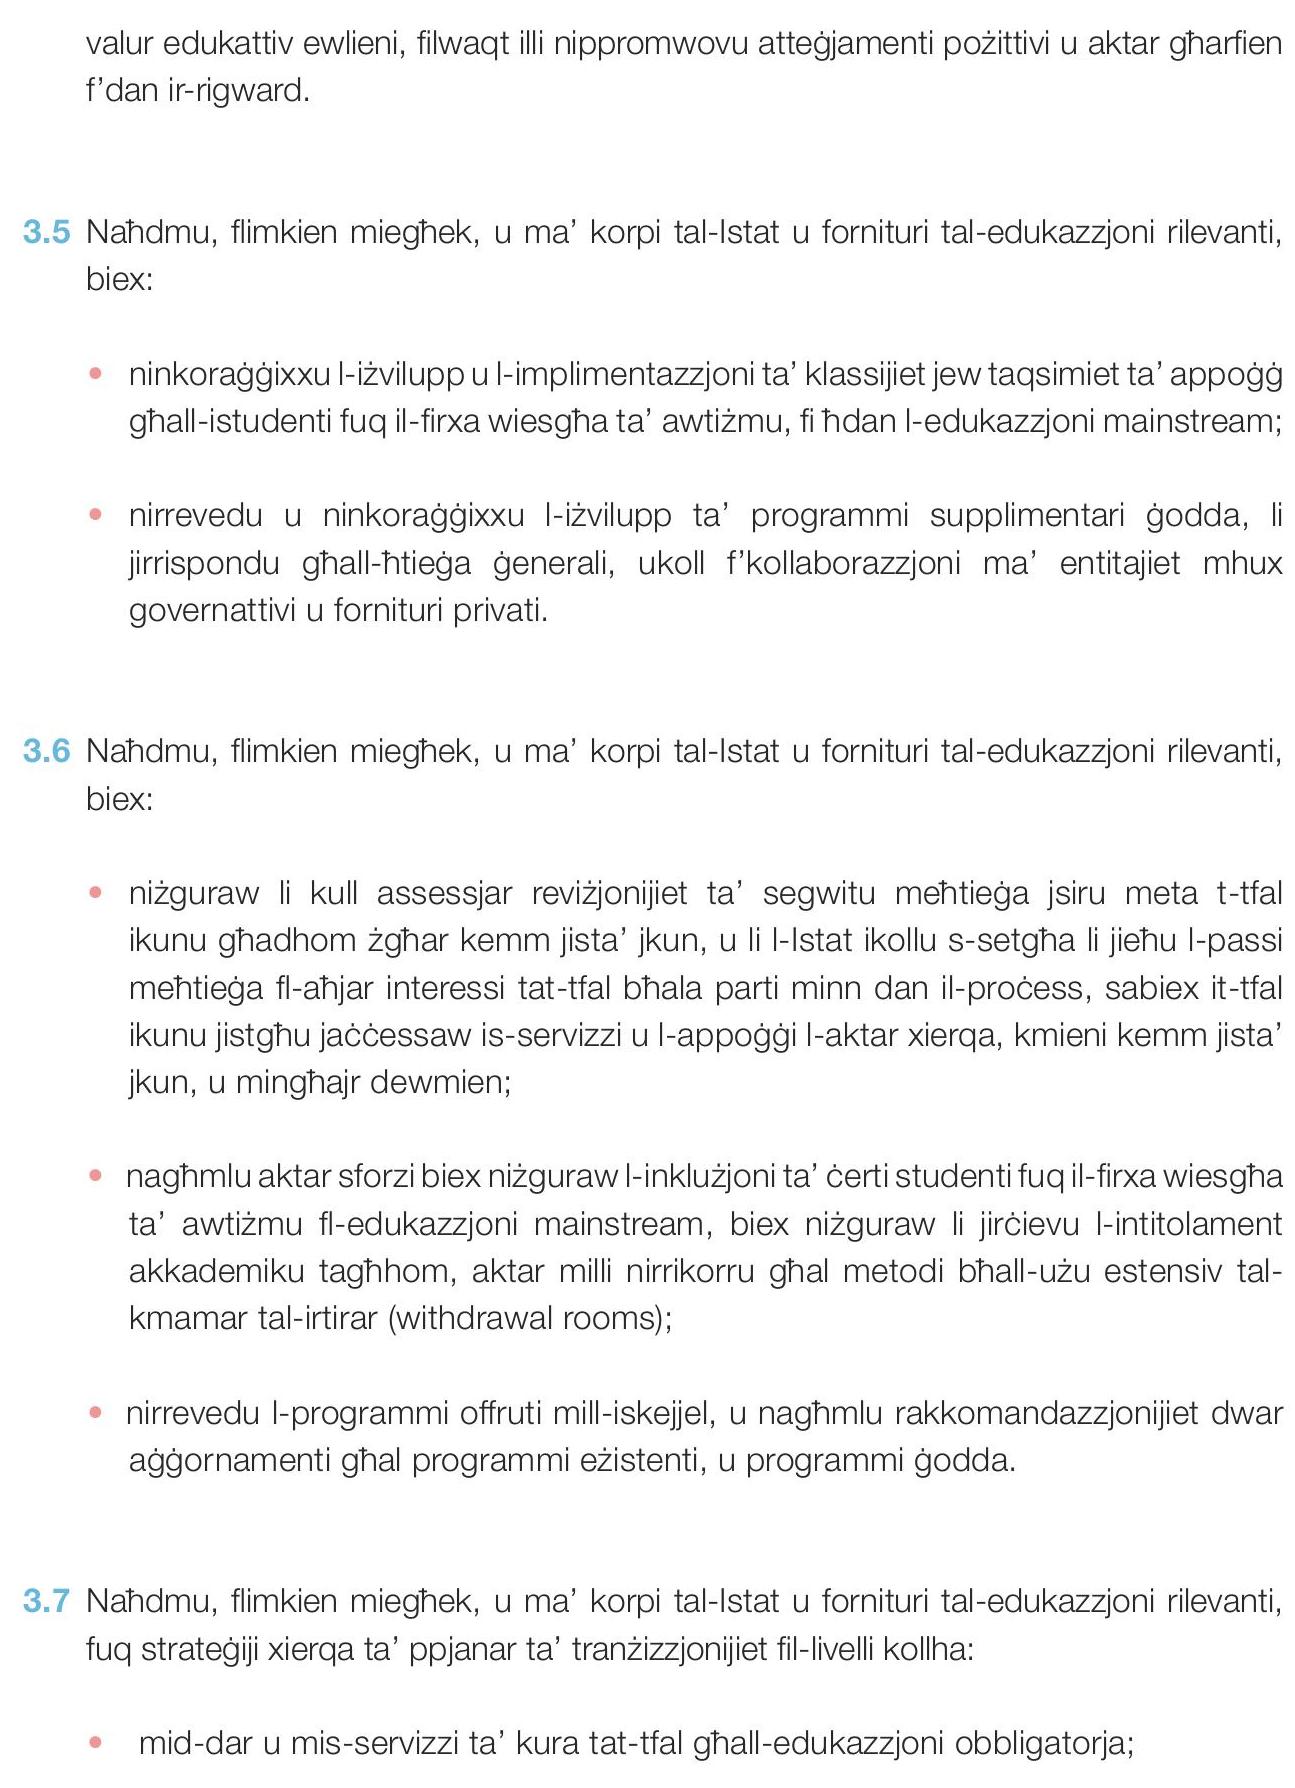 valur edukattiv ewlieni, filwaqt illi nippromwovu atteġjamenti pożittivi u aktar għarfien
f’dan ir-rigward.
3.5 Naħdmu, flimkien miegħek, u ma’ korpi tal-Istat u fornituri tal-edukazzjoni rilevanti,
biex:
• ninkoraġġixxu l-iżvilupp u l-implimentazzjoni ta’ klassijiet jew taqsimiet ta’ appoġġ
għall-istudenti fuq il-firxa wiesgħa ta’ awtiżmu, fi ħdan l-edukazzjoni mainstream;
• nirrevedu u ninkoraġġixxu l-iżvilupp ta’ programmi supplimentari ġodda, li
jirrispondu għall-ħtieġa ġenerali, ukoll f’kollaborazzjoni ma’ entitajiet mhux
governattivi u fornituri privati.
3.6 Naħdmu, flimkien miegħek, u ma’ korpi tal-Istat u fornituri tal-edukazzjoni rilevanti,
biex:
• niżguraw li kull assessjar reviżjonijiet ta’ segwitu meħtieġa jsiru meta t-tfal
ikunu għadhom żgħar kemm jista’ jkun, u li l-Istat ikollu s-setgħa li jieħu l-passi
meħtieġa fl-aħjar interessi tat-tfal bħala parti minn dan il-proċess, sabiex it-tfal
ikunu jistgħu jaċċessaw is-servizzi u l-appoġġi l-aktar xierqa, kmieni kemm jista’
jkun, u mingħajr dewmien;
• nagħmlu aktar sforzi biex niżguraw l-inklużjoni ta’ ċerti studenti fuq il-firxa wiesgħa
ta’ awtiżmu fl-edukazzjoni mainstream, biex niżguraw li jirċievu l-intitolament
akkademiku tagħhom, aktar milli nirrikorru għal metodi bħall-użu estensiv tal-
kmamar tal-irtirar (withdrawal rooms);
• nirrevedu l-programmi offruti mill-iskejjel, u nagħmlu rakkomandazzjonijiet dwar
aġġornamenti għal programmi eżistenti, u programmi ġodda.
3.7 Naħdmu, flimkien miegħek, u ma’ korpi tal-Istat u fornituri tal-edukazzjoni rilevanti,
fuq strateġiji xierqa ta’ ppjanar ta’ tranżizzjonijiet fil-livelli kollha:
• mid-dar u mis-servizzi ta’ kura tat-tfal għall-edukazzjoni obbligatorja;